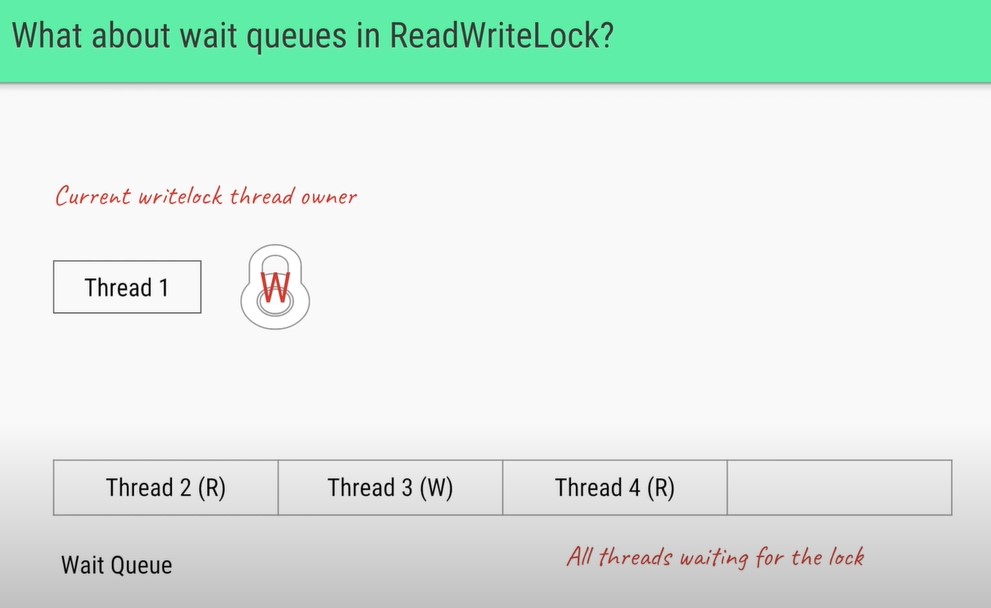 What about wait queues in ReadWriteLock?
Current writelock thread owner
Thread 1
W
Thread 2 (R)
Thread 3 (W)
Thread 4 (R)
Wait Queue
All threads waiting for the lock